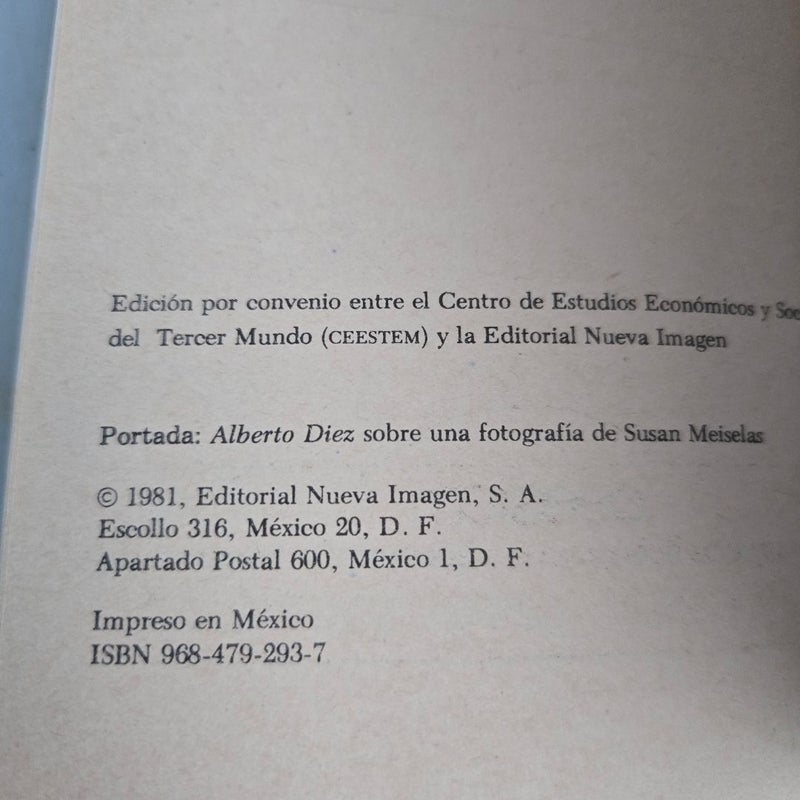 Edición por convenio entre el Centro de Estudios Económicos y Soc
del Tercer Mundo (CEESTEM) y la Editorial Nueva Imagen
Portada: Alberto Diez sobre una fotografía de Susan Meiselas
© 1981, Editorial Nueva Imagen, S. A.
Escollo 316, México 20, D. F.
Apartado Postal 600, México 1, D. F.
Impreso en México
ISBN 968-479-293-7